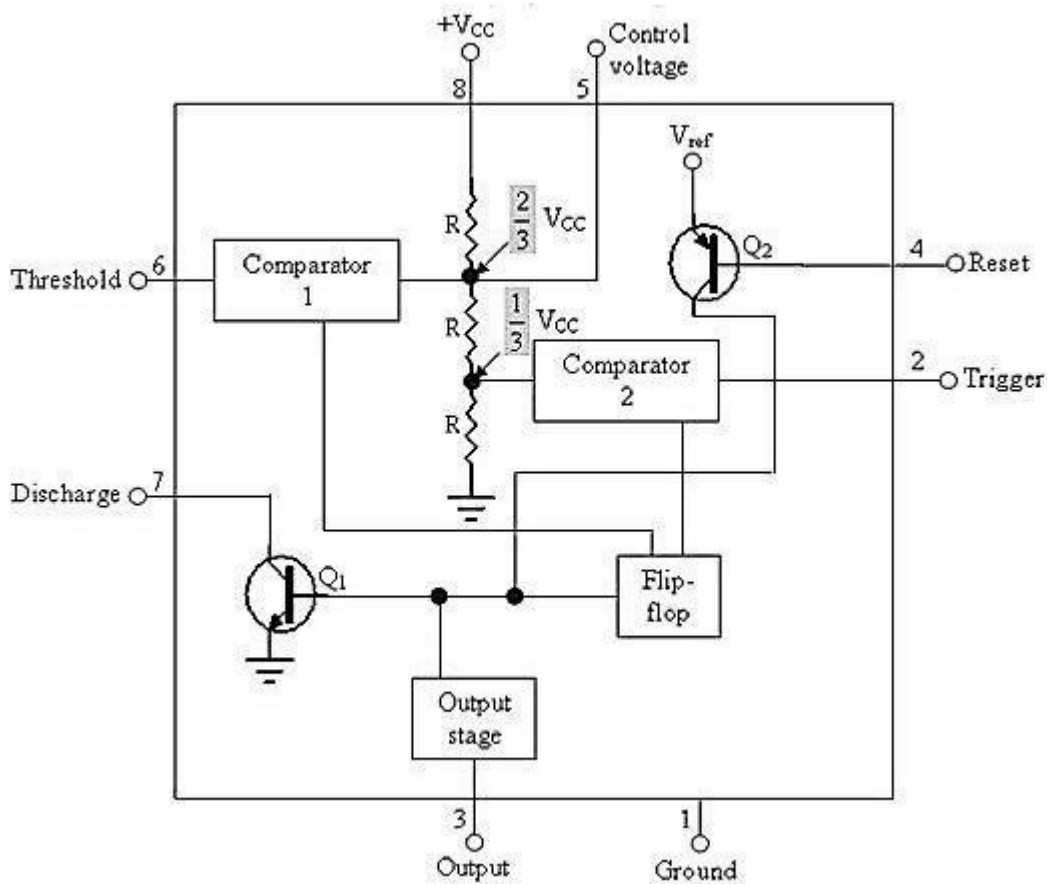 +VCC
Control
voltage
8
5
Vref
R
2/3 VCC
Q2
4
Reset
Threshold
6
Comparator
1
R
1/3 VCC
Comparator
2
2
Trigger
R
Discharge
7
Q1
Flip-
flop
Output
stage
3
Output
1
Ground